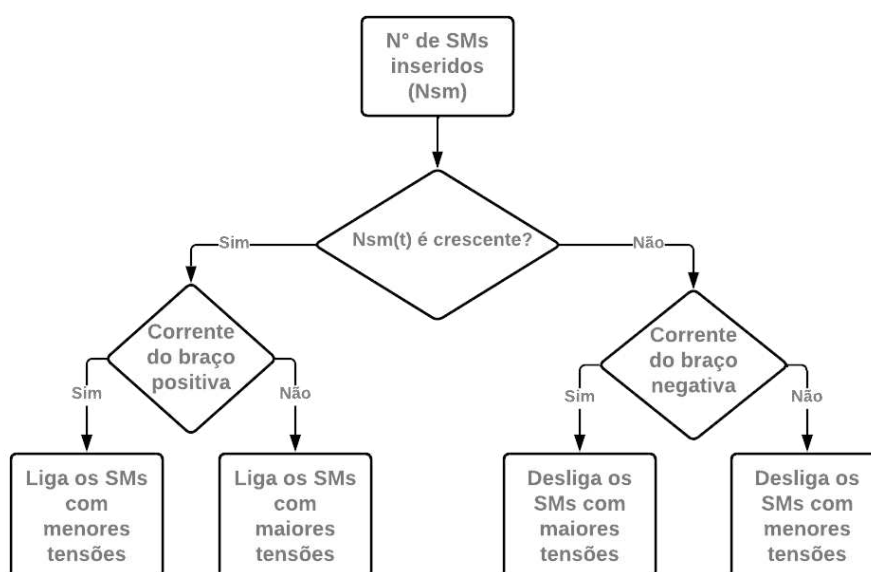 N° de SMs
inseridos
(Nsm)
Nsm(t) é crescente?
Sim
Não
Corrente
do braço
positiva
Corrente
do braço
negativa
Sim
Não
Sim
Não
Liga os SMs
com
menores
tensões
Liga os SMs
com
maiores
tensões
Desliga os
SMs com
maiores
tensões
Desliga os
SMs com
menores
tensões